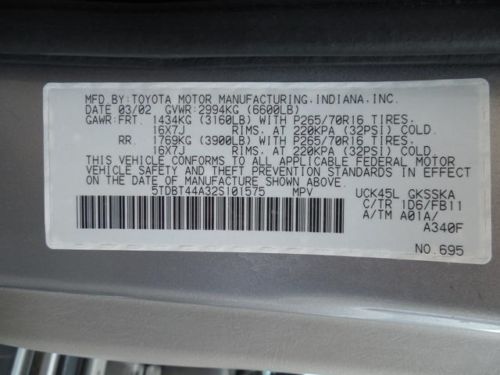 MFD.BY:TOYOTA MOTOR MANUFACTURING.INDIANA.INC.
DATE 03/02 GVWR:2994KG (6600LB)
GAWR:FRT. 1434KG (3160LB) WITH P265/70R16 TIRES.
16X7J RIMS. AT 220KPA (32PSI) COLD.
RR. 1769KG (3900LB) WITH P265/70R16 TIRES.
16X7J RIMS. AT 220KPA (32PSI) COLD.
THIS VEHICLE CONFORMS TO ALL APPLICABLE FEDERAL MOTOR
VEHICLE SAFETY AND THEFT PREVENTION STANDARDS IN EFFECT
ON THE DATE OF MANUFACTURE SHOWN ABOVE.
5TDBT44A32S101575 MPV UCK45L GKSSKA
C/TR 1D6/FB11
A/TM A01A/
A340F
NO.695